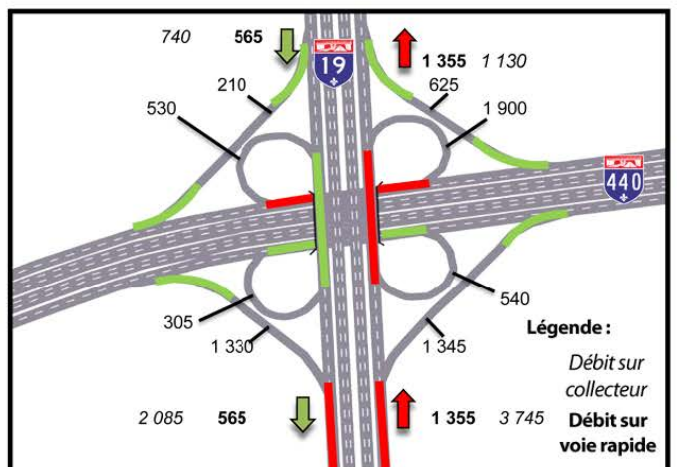 740 565 1 355 1 130
19
210 625
530 1 900
440
305 540
1 330 1 345
Légende :
Débit sur
collecteur
2 085 565 1 355 3 745 Débit sur
voie rapide